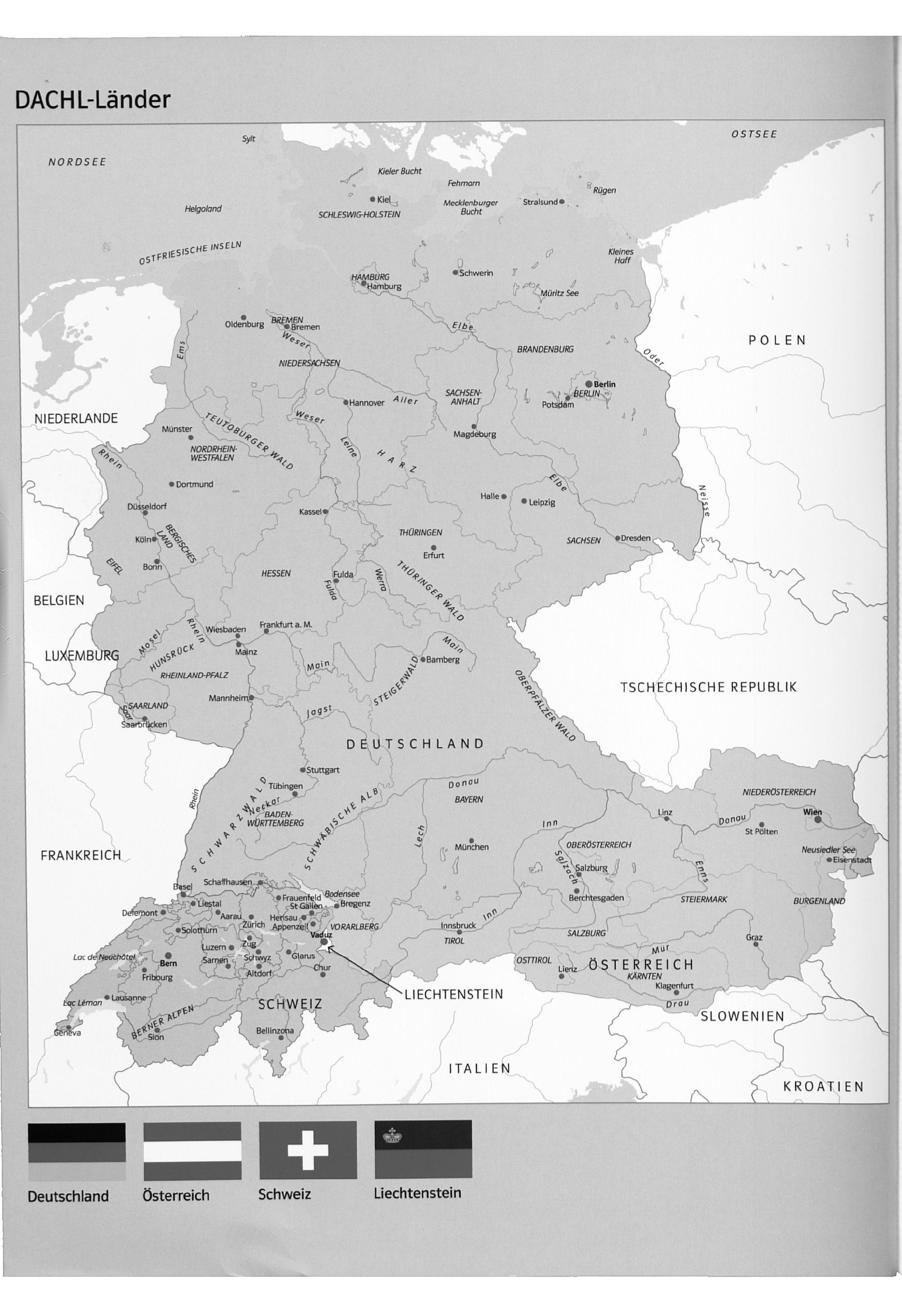 DACHL-Länder
OSTSEE
Sylt
NORDSEE
Kieler Bucht
Fehmarn
Rügen
Kiel
Mecklenburger
Bucht
Stralsund
Helgoland
SCHLESWIG-HOLSTEIN
OSTFRIESISCHE INSELN
Kleines
Haff
Schwerin
HAMBURG
Hamburg
Müritz See
Oldenburg
BREMEN
Bremen
Elbe
Weser
Ems
POLEN
BRANDENBURG
Oder
NIEDERSACHSEN
Berlin
BERLIN
Potsdam
SACHSEN-
ANHALT
Hannover
Aller
NIEDERLANDE
Weser
TEUTOBURGER WALD
Münster
Magdeburg
NORDRHEIN-
WESTFALEN
Leine
HARZ
Rhein
Dortmund
Elbe
Neisse
Halle
Leipzig
Düsseldorf
Kassel
THÜRINGEN
Köln
BERGISCHES
LAND
SACHSEN
Dresden
Erfurt
Bonn
EIFEL
HESSEN
Fulda
Fulda
Werra
THÜRINGER WALD
BELGIEN
Mosel
Rhein
Wiesbaden
Frankfurt a. M.
Mainz
Main
LUXEMBURG
HUNSRÜCK
Main
Bamberg
RHEINLAND-PFALZ
STEIGERWALD
OBERPFÄLZER WALD
TSCHECHISCHE REPUBLIK
Mannheim
SAARLAND
Saar
Saarbrücken
Jagst
DEUTSCHLAND
Stuttgart
Rhein
Tübingen
Neckar
SCHWARZWALD
BADEN-
WÜRTTEMBERG
SCHWÄBISCHE ALB
Donau
BAYERN
NIEDERÖSTERREICH
Linz
Donau
Wien
St Pölten
Lech
Inn
München
OBERÖSTERREICH
Neusiedler See
Eisenstadt
FRANKREICH
Salzach
Salzburg
Enns
Basel
Schaffhausen
Bodensee
Berchtesgaden
STEIERMARK
BURGENLAND
Liestal
Frauenfeld
St Gallen
Bregenz
Delémont
Aarau
Zürich
Herisau
Appenzell
VORARLBERG
Innsbruck
Inn
TIROL
SALZBURG
Solothurn
Vaduz
Graz
Luzern
Zug
Mur
Lac de Neuchâtel
Bern
Sarnen
Schwyz
Glarus
OSTTIROL
ÖSTERREICH
Fribourg
Altdorf
Chur
Lienz
KÄRNTEN
Klagenfurt
Lac Léman
Lausanne
LIECHTENSTEIN
SCHWEIZ
Drau
SLOWENIEN
Geneva
BERNER ALPEN
Sion
Bellinzona
ITALIEN
KROATIEN
Deutschland
Österreich
Schweiz
Liechtenstein